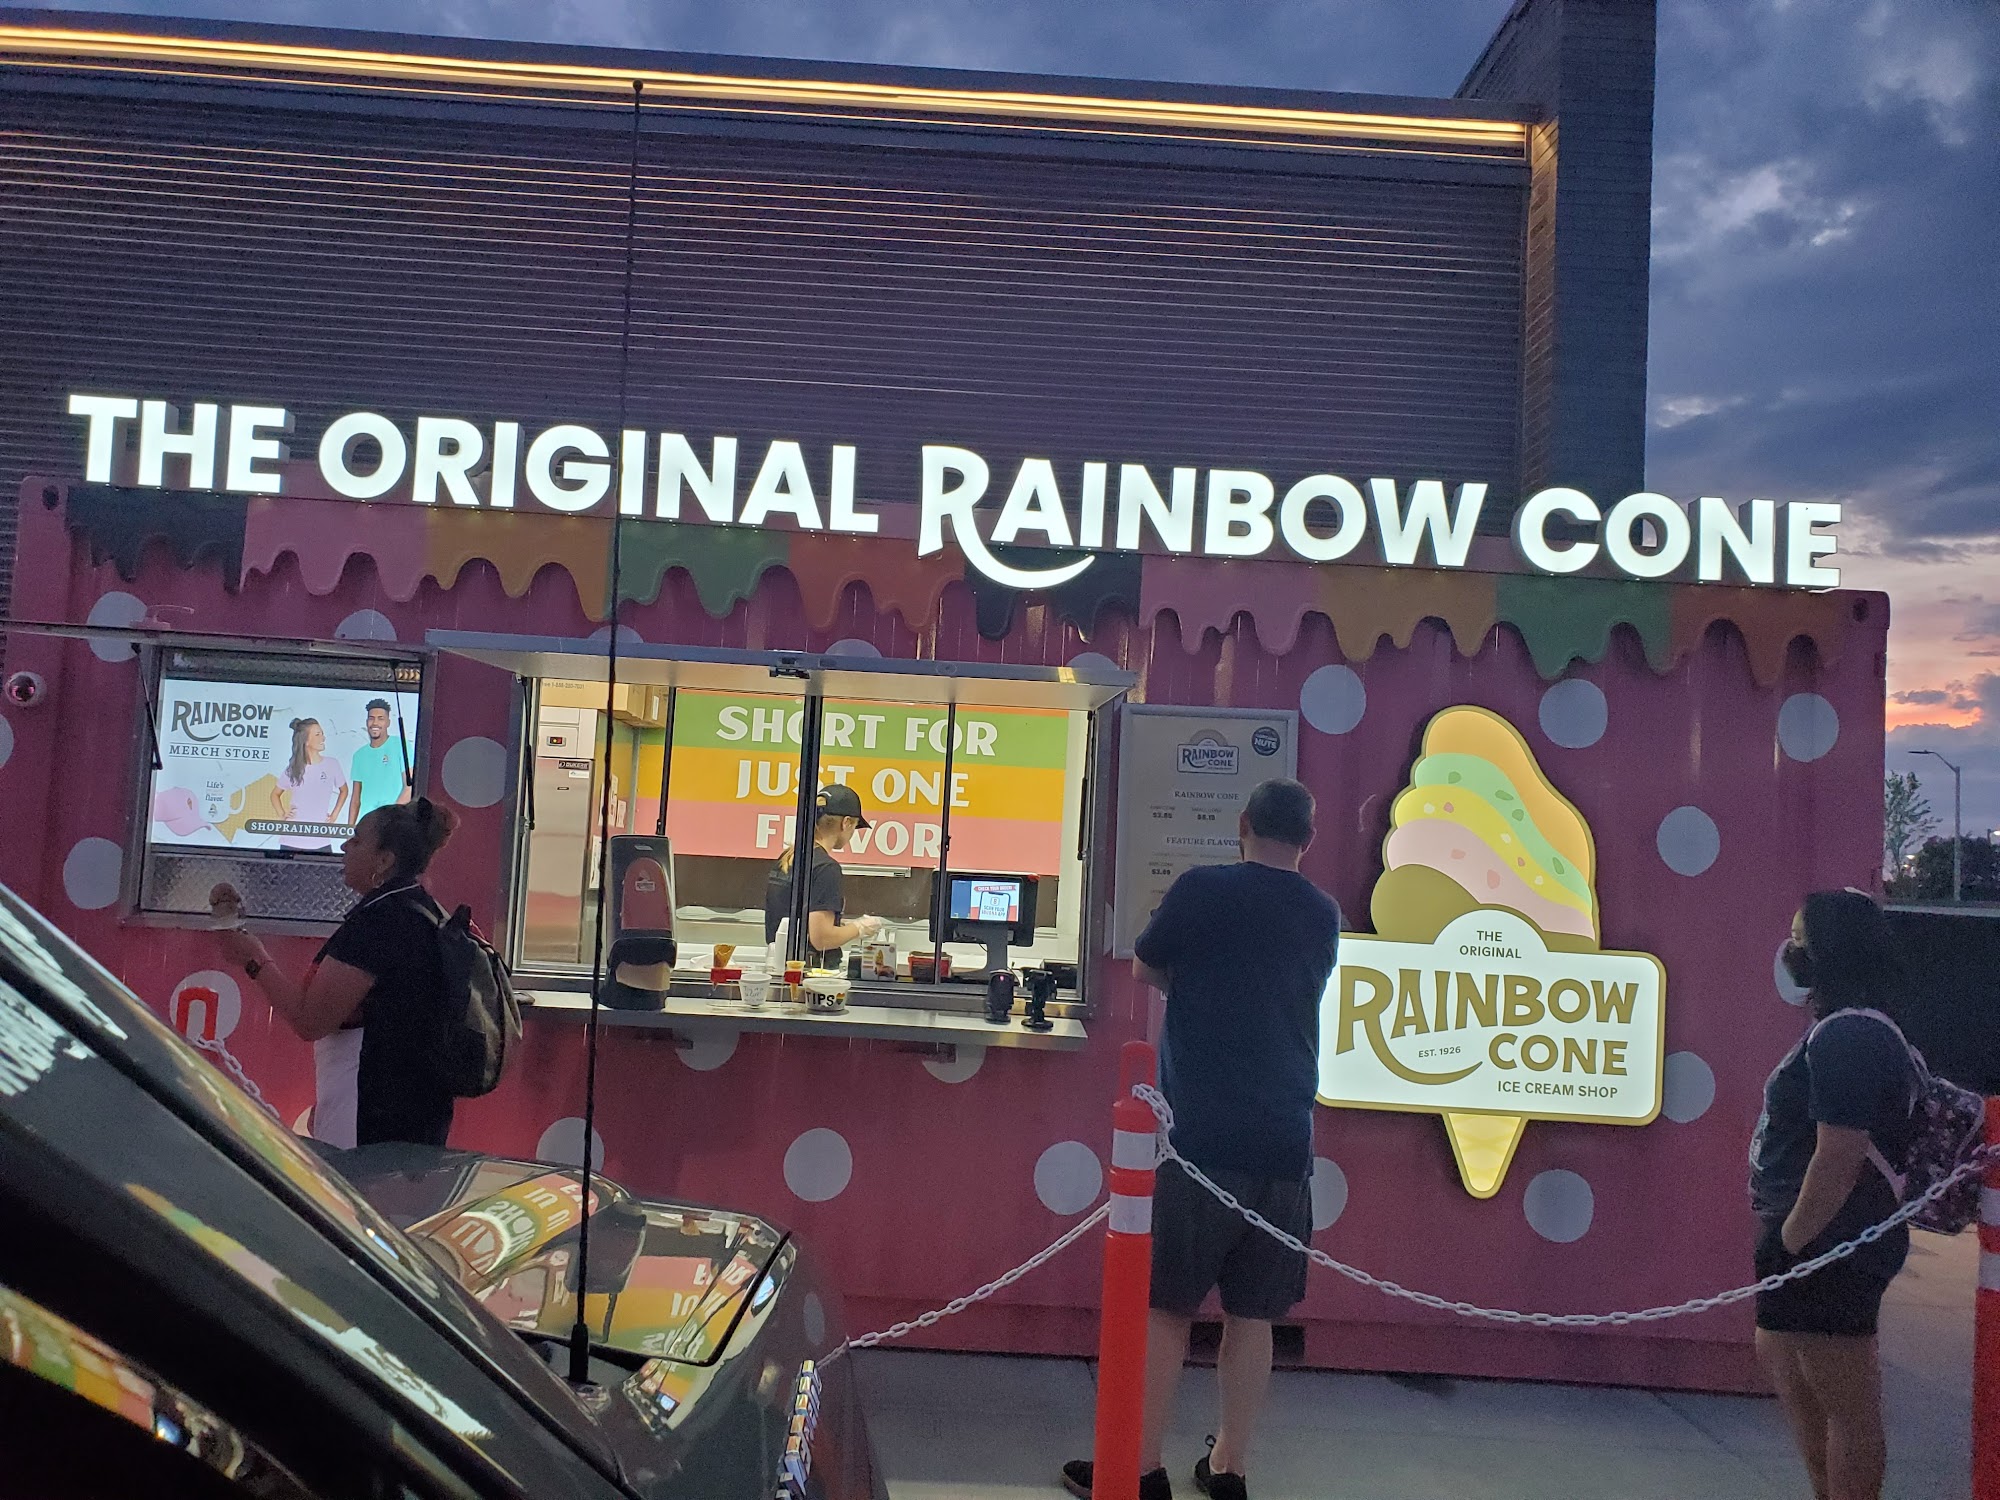 THE ORIGINAL RAINBOW CONE
RAINBOW
CONE
MERCH STORE
Life's
SHOPRAINBOWCO
SHORT FOR
JUST ONE
FLAVOR
TIPS
RAINBOW
CONE
RAINBOW CONE
FEATURE FLAVOR
THE
ORIGINAL
RAINBOW
EST. 1926
CONE
ICE CREAM SHOP